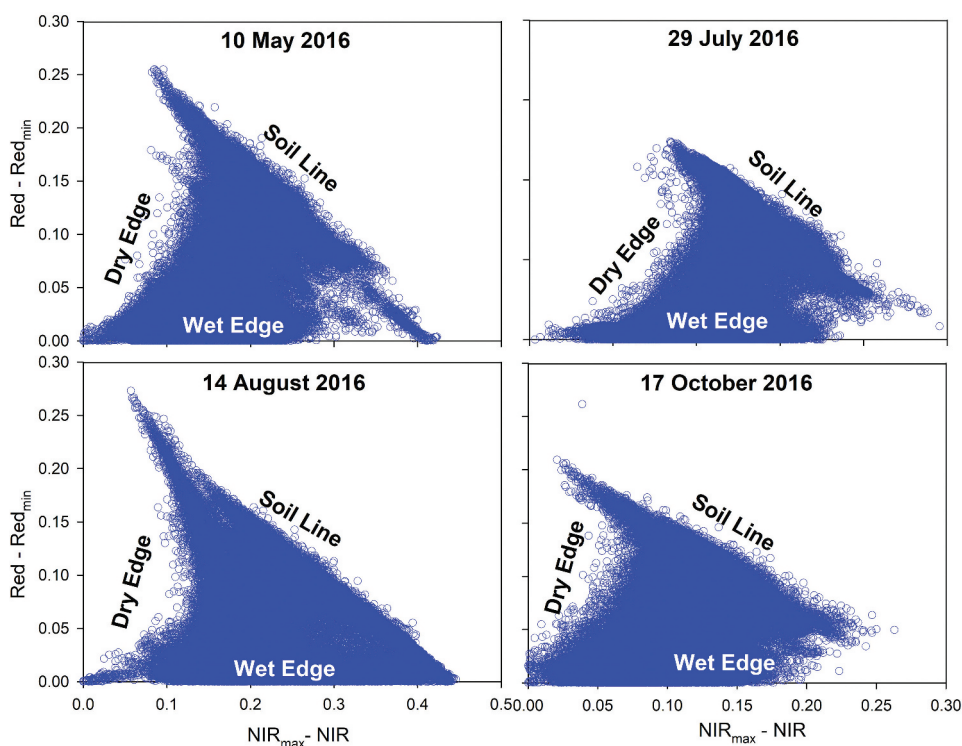 10 May 2016
0.30
0.25
0.20
0.15
0.10
0.05
0.00
Red - Redmin
Soil Line
Dry Edge
Wet Edge
29 July 2016
Soil Line
Dry Edge
Wet Edge
14 August 2016
0.30
0.25
0.20
0.15
0.10
0.05
0.00
Red - Redmin
Soil Line
Dry Edge
Wet Edge
0.0 0.1 0.2 0.3 0.4 0.50
NIRmax - NIR
17 October 2016
Soil Line
Dry Edge
Wet Edge
0.05 0.10 0.15 0.20 0.25 0.30
NIRmax - NIR